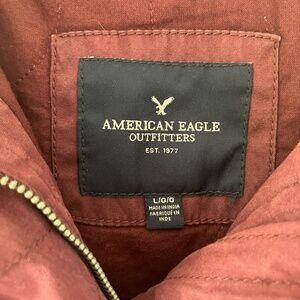 AMERICAN EAGLE
OUTFITTERS
EST. 1977
L/G/G
MADE IN INDIA
FABRIQUÉ EN
INDE